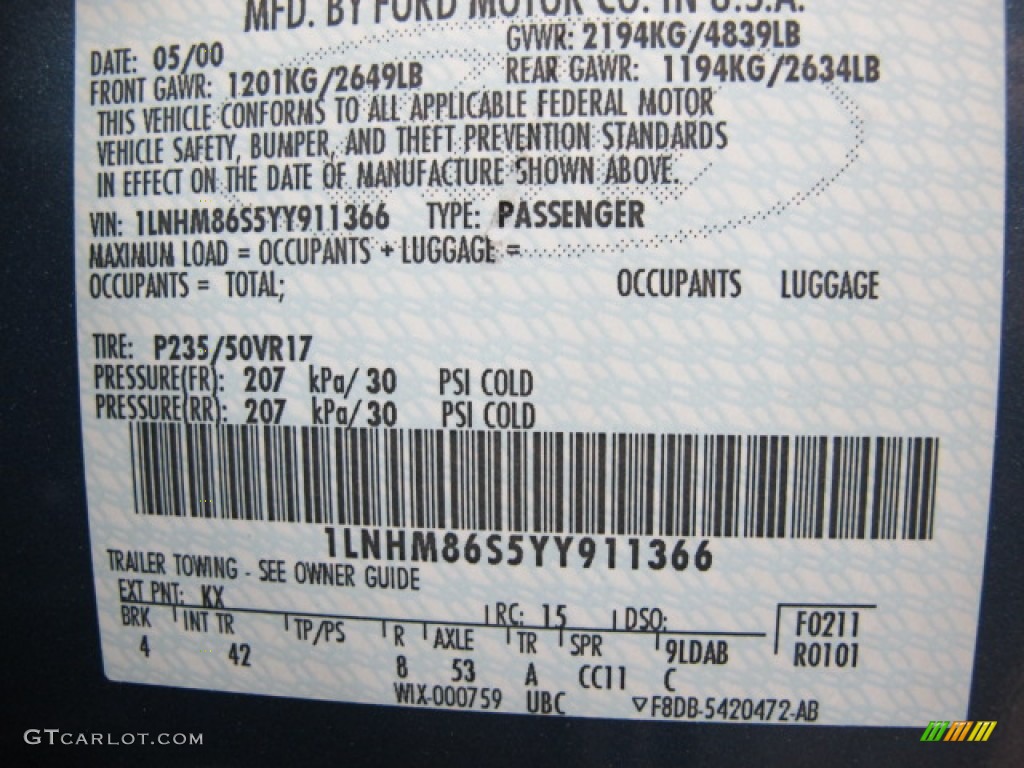 MFD. BY FORD MOTOR CO. IN U.S.A.
DATE: 05/00 GVWR: 2194KG/4839LB
FRONT GAWR: 1201KG/2649LB REAR GAWR: 1194KG/2634LB
THIS VEHICLE CONFORMS TO ALL APPLICABLE FEDERAL MOTOR
VEHICLE SAFETY, BUMPER, AND THEFT PREVENTION STANDARDS
IN EFFECT ON THE DATE OF MANUFACTURE SHOWN ABOVE.
VIN: 1LNHM86S5YY911366 TYPE: PASSENGER
MAXIMUM LOAD = OCCUPANTS + LUGGAGE =
OCCUPANTS = TOTAL; OCCUPANTS LUGGAGE
TIRE: P235/50VR17
PRESSURE(FR): 207 kPa/ 30 PSI COLD
PRESSURE(RR): 207 kPa/ 30 PSI COLD
1LNHM86S5YY911366
TRAILER TOWING - SEE OWNER GUIDE
EXT PNT: KX RC: 15 DSO: F0211
BRK INT TR TP/PS R AXLE TR SPR 9LDAB R0101
4 42 8 53 A CC11 C
WIX-000759 UBC ▽F8DB-5420472-AB
GTCARLOT.COM